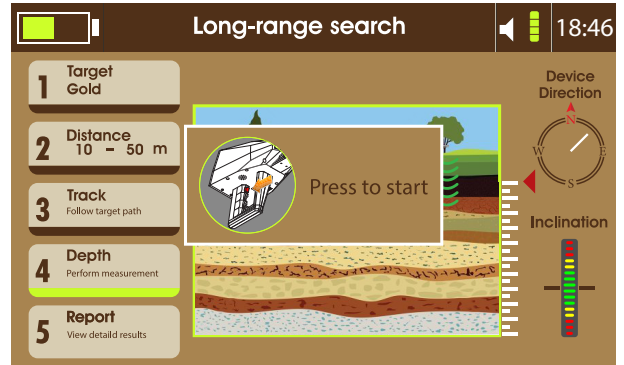 Long-range search
18:46
1 Target
Gold
2 Distance
10 - 50 m
3 Track
Follow target path
4 Depth
Perform measurement
5 Report
View detaild results
Press to start
Device
Direction
N
W E
S
Inclination